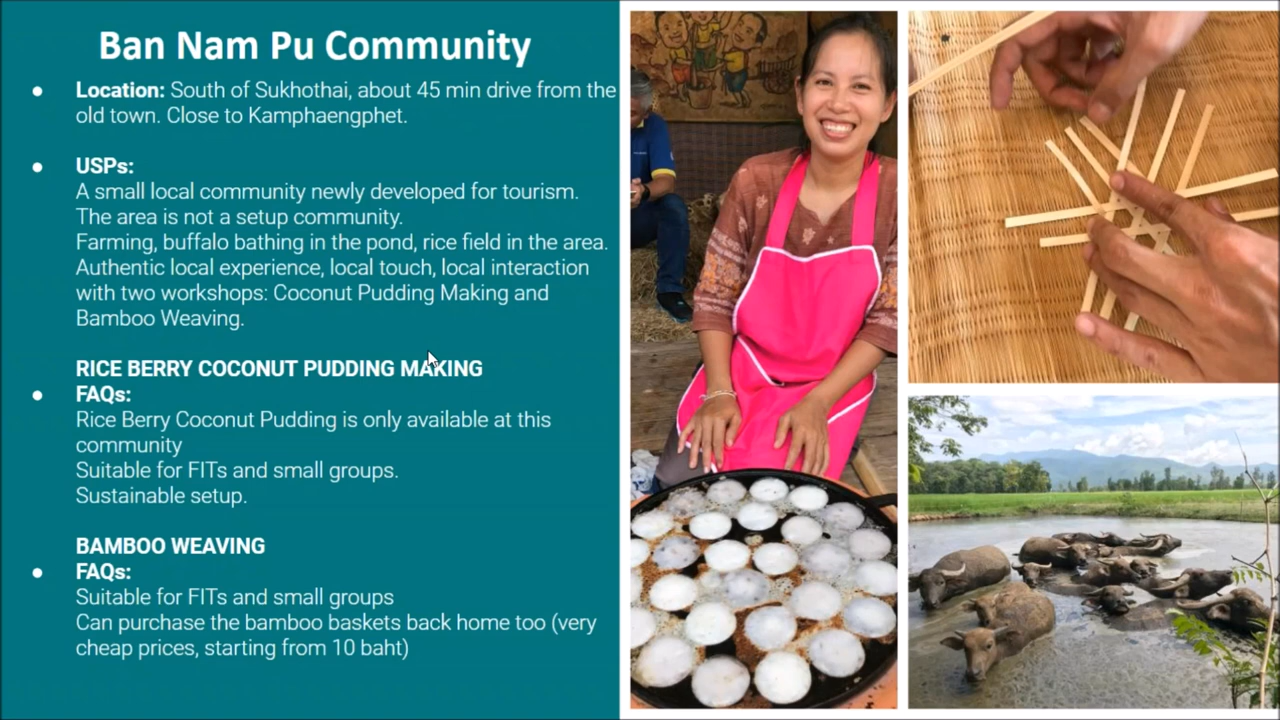 Ban Nam Pu Community
● Location: South of Sukhothai, about 45 min drive from the
old town. Close to Kamphaengphet.
● USPs:
A small local community newly developed for tourism.
The area is not a setup community.
Farming, buffalo bathing in the pond, rice field in the area.
Authentic local experience, local touch, local interaction
with two workshops: Coconut Pudding Making and
Bamboo Weaving.
RICE BERRY COCONUT PUDDING MAKING
● FAQs:
Rice Berry Coconut Pudding is only available at this
community
Suitable for FITs and small groups.
Sustainable setup.
BAMBOO WEAVING
● FAQs:
Suitable for FITs and small groups
Can purchase the bamboo baskets back home too (very
cheap prices, starting from 10 baht)